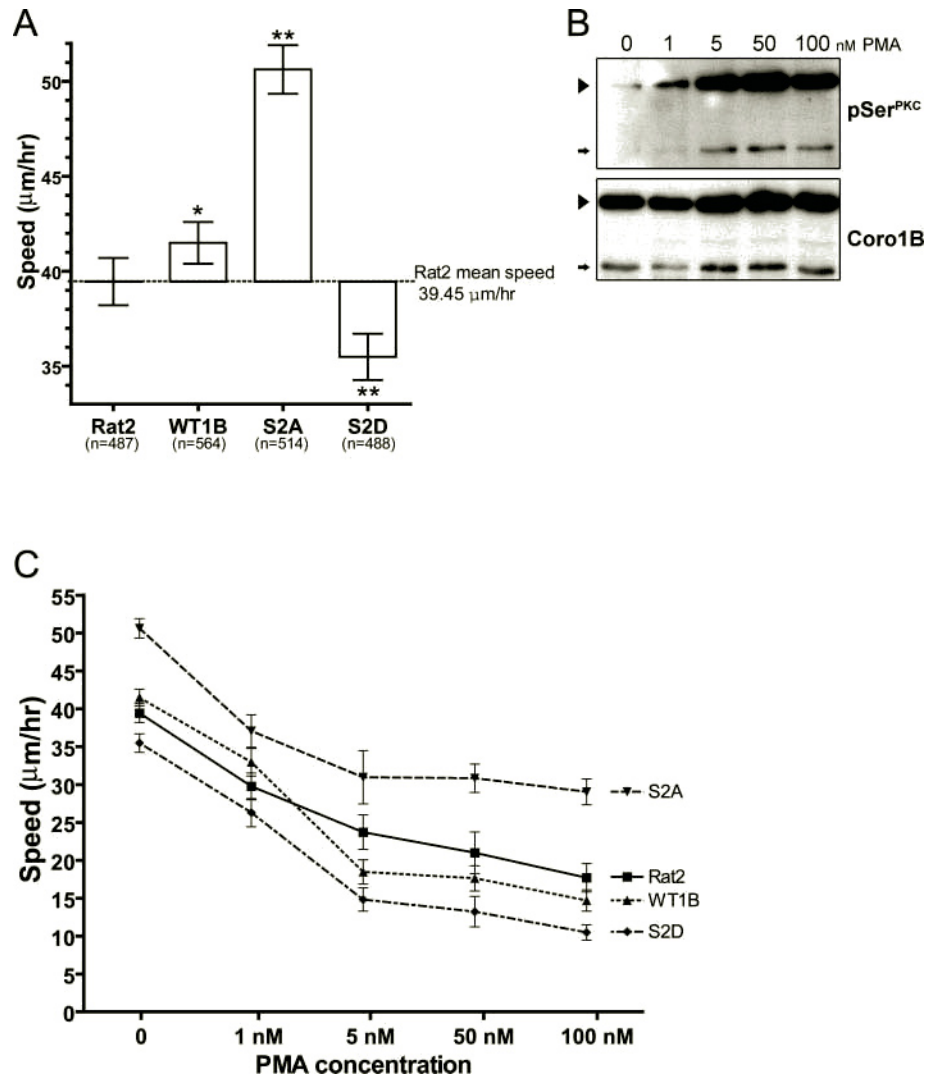 A
Speed (μm/hr)
50
45
40
35
**
*
**
Rat2 mean speed
39.45 μm/hr
Rat2
(n=487)
WT1B
(n=564)
S2A
(n=514)
S2D
(n=488)
B
0 1 5 50 100 nM PMA
pSerPKC
Coro1B
C
Speed (μm/hr)
55
50
45
40
35
30
25
20
15
10
5
0
S2A
Rat2
WT1B
S2D
0 1 nM 5 nM 50 nM 100 nM
PMA concentration